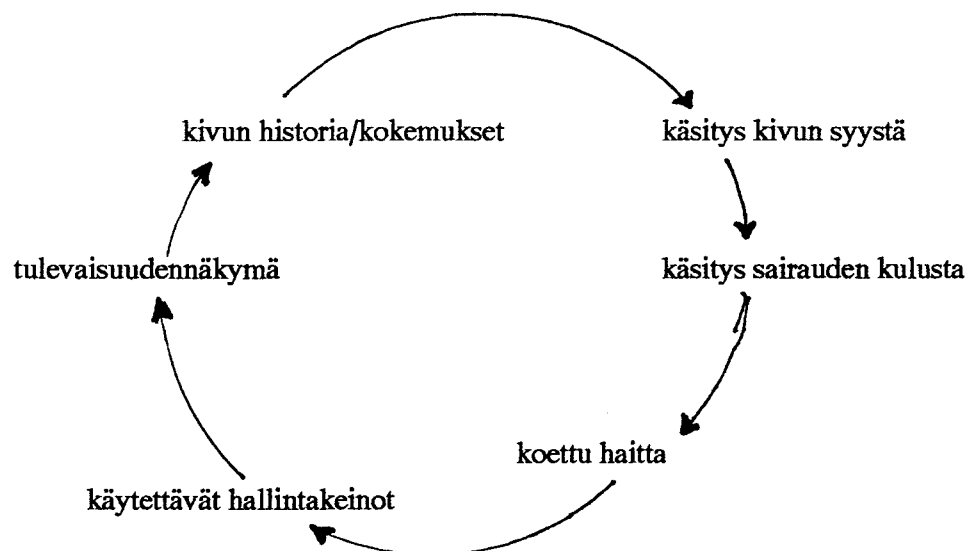 kivun historia/kokemukset
käsitys kivun syystä
käsitys sairauden kulusta
koettu haitta
käytettävät hallintakeinot
tulevaisuudennäkymä